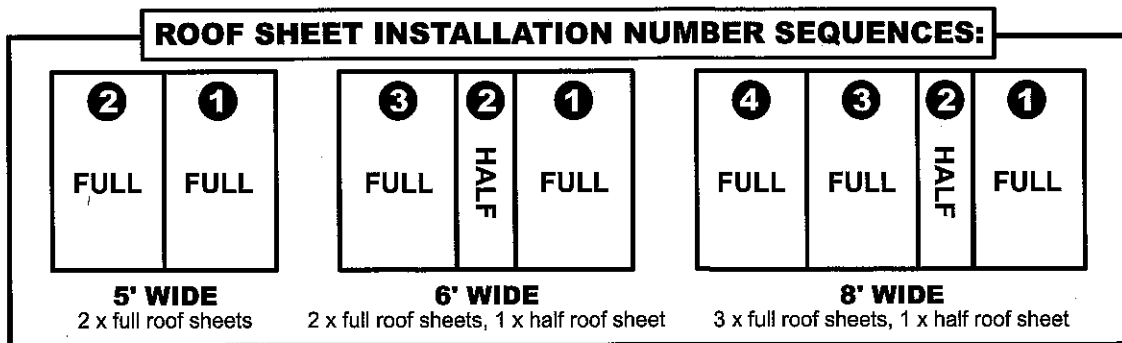 ROOF SHEET INSTALLATION NUMBER SEQUENCES:
2 1
FULL FULL
5' WIDE
2 x full roof sheets
3 2 1
FULL HALF FULL
6' WIDE
2 x full roof sheets, 1 x half roof sheet
4 3 2 1
FULL FULL HALF FULL
8' WIDE
3 x full roof sheets, 1 x half roof sheet